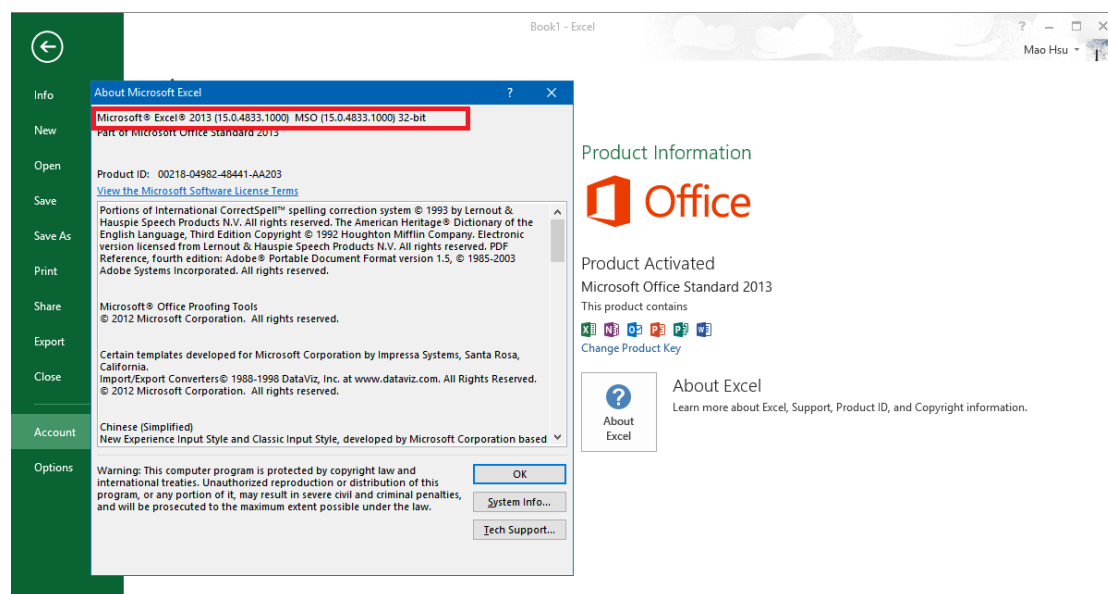 Book1 - Excel
?
Mao Hsu
Info
New
Open
Save
Save As
Print
Share
Export
Close
Account
Options
About Microsoft Excel
?
Microsoft® Excel® 2013 (15.0.4833.1000) MSO (15.0.4833.1000) 32-bit
Part of Microsoft Office Standard 2013
Product ID: 00218-04982-48441-AA203
View the Microsoft Software License Terms
Portions of International CorrectSpell™ spelling correction system © 1993 by Lernout &
Hauspie Speech Products N.V. All rights reserved. The American Heritage® Dictionary of the
English Language, Third Edition Copyright © 1992 Houghton Mifflin Company. Electronic
version licensed from Lernout & Hauspie Speech Products N.V. All rights reserved. PDF
Reference, fourth edition: Adobe® Portable Document Format version 1.5, © 1985-2003
Adobe Systems Incorporated. All rights reserved.
Microsoft® Office Proofing Tools
© 2012 Microsoft Corporation. All rights reserved.
Certain templates developed for Microsoft Corporation by Impressa Systems, Santa Rosa,
California.
Import/Export Converters© 1988-1998 DataViz, Inc. at www.dataviz.com. All Rights Reserved.
© 2012 Microsoft Corporation. All rights reserved.
Chinese (Simplified)
New Experience Input Style and Classic Input Style, developed by Microsoft Corporation based
Warning: This computer program is protected by copyright law and
international treaties. Unauthorized reproduction or distribution of this
program, or any portion of it, may result in severe civil and criminal penalties,
and will be prosecuted to the maximum extent possible under the law.
OK
System Info...
Tech Support...
Product Information
Office
Product Activated
Microsoft Office Standard 2013
This product contains
Change Product Key
?
About
Excel
About Excel
Learn more about Excel, Support, Product ID, and Copyright information.